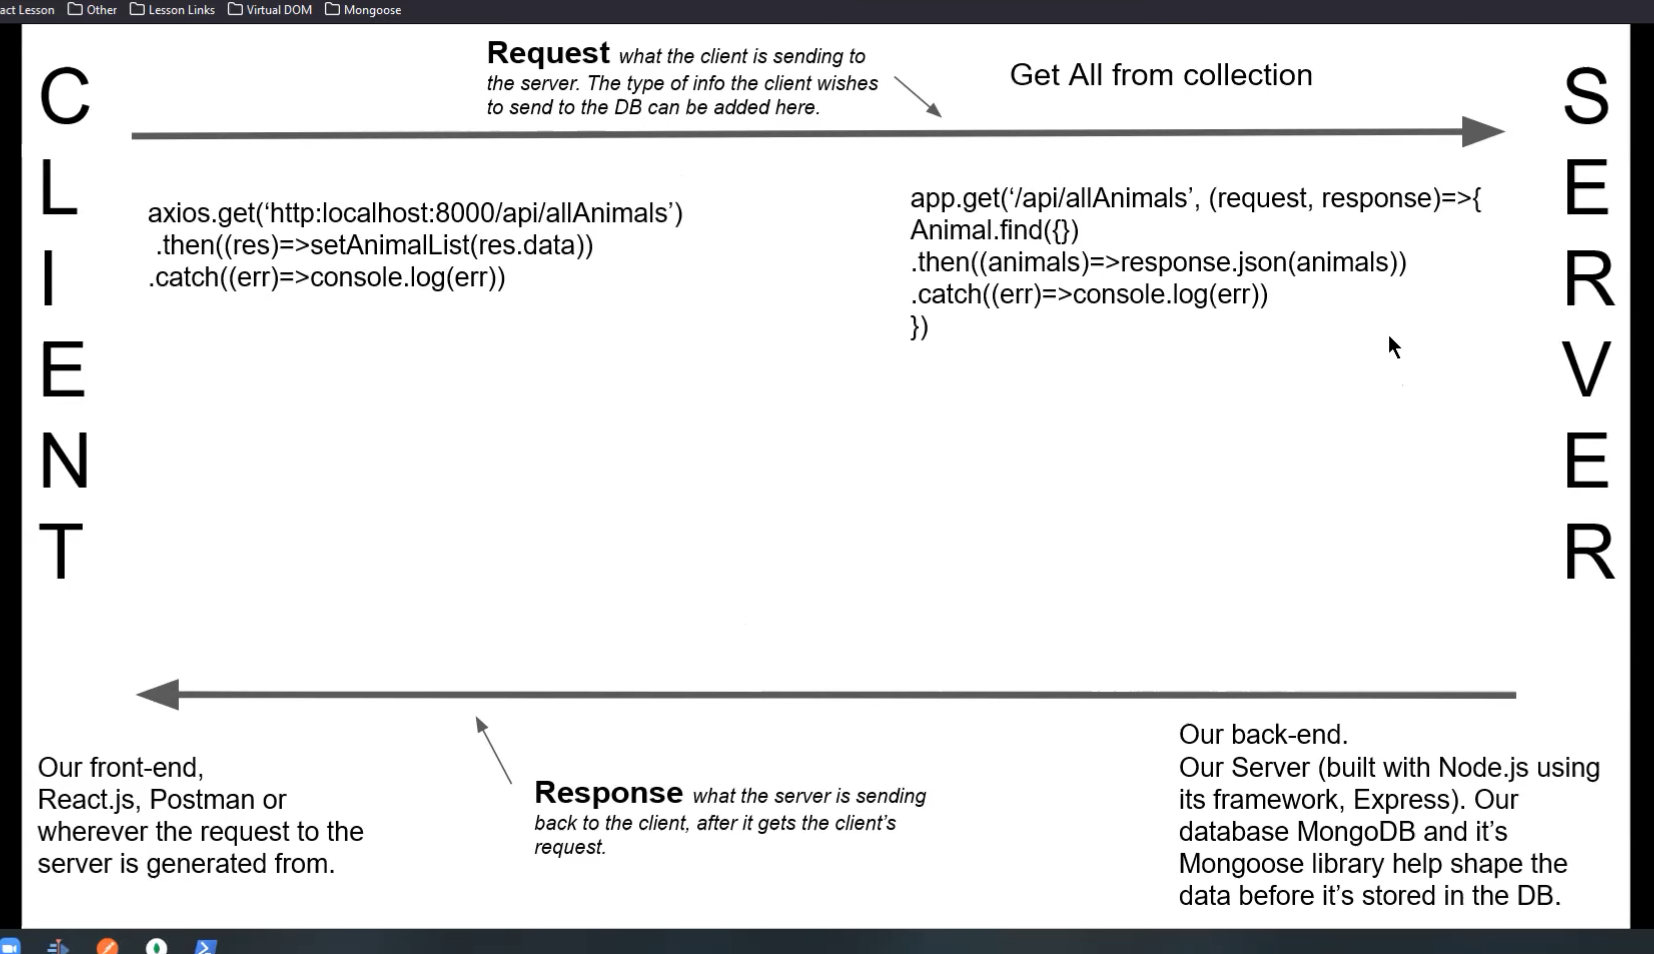 act Lesson Other Lesson Links Virtual DOM Mongoose
Request what the client is sending to
the server. The type of info the client wishes
to send to the DB can be added here.
Get All from collection
CLIENT
SERVER
axios.get(‘http:localhost:8000/api/allAnimals’)
.then((res)=>setAnimalList(res.data))
.catch((err)=>console.log(err))
app.get(‘/api/allAnimals’, (request, response)=>{
Animal.find({})
.then((animals)=>response.json(animals))
.catch((err)=>console.log(err))
})
Our front-end,
React.js, Postman or
wherever the request to the
server is generated from.
Response what the server is sending
back to the client, after it gets the client’s
request.
Our back-end.
Our Server (built with Node.js using
its framework, Express). Our
database MongoDB and it’s
Mongoose library help shape the
data before it’s stored in the DB.